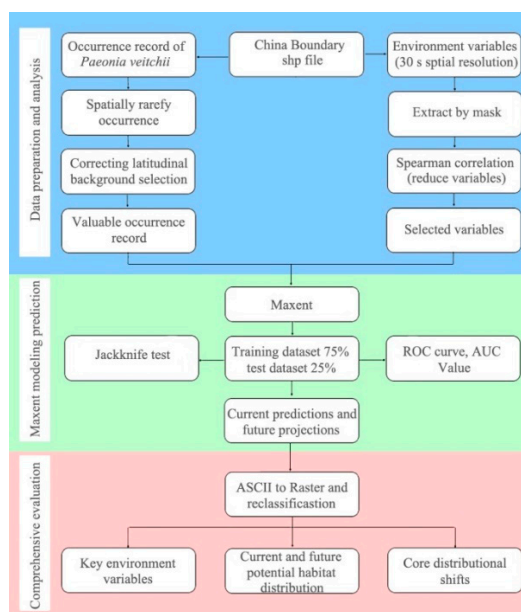 Data preparation and analysis
Occurrence record of
Paeonia veitchii
China Boundary
shp file
Environment variables
(30 s sptial resolution)
Spatially rarefy
occurrence
Extract by mask
Correcting latitudinal
background selection
Spearman correlation
(reduce variables)
Valuable occurrence
record
Selected variables
Maxent modeling prediction
Maxent
Jackknife test
Training dataset 75%
test dataset 25%
ROC curve, AUC
Value
Current predictions and
future projections
Comprehensive evaluation
ASCII to Raster and
reclassificastion
Key environment
variables
Current and future
potential habitat
distribution
Core distributional
shifts